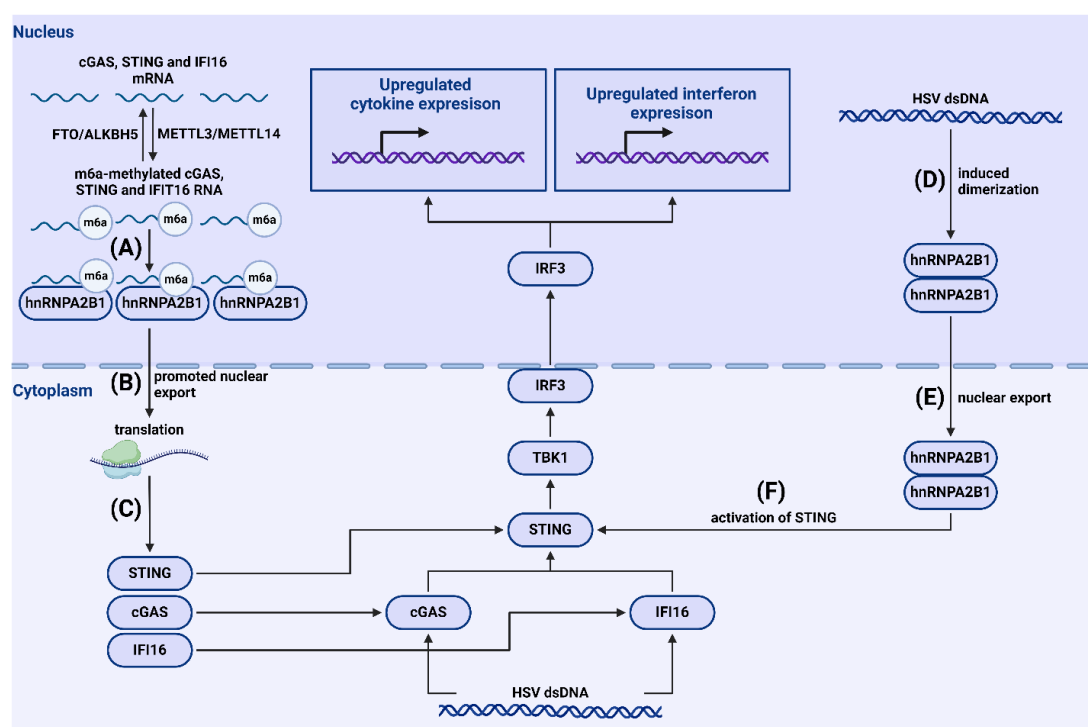 Nucleus
cGAS, STING and IFI16
mRNA
FTO/ALKBH5
METTL3/METTL14
m6a-methylated cGAS,
STING and IFIT16 RNA
m6a
m6a
m6a
(A)
m6a
m6a
m6a
hnRNPA2B1
hnRNPA2B1
hnRNPA2B1
Upregulated
cytokine expresison
Upregulated interferon
expresison
IRF3
HSV dsDNA
(D)
induced
dimerization
hnRNPA2B1
hnRNPA2B1
Cytoplasm
(B)
promoted nuclear
export
translation
(C)
STING
cGAS
IFI16
IRF3
TBK1
STING
cGAS
IFI16
HSV dsDNA
(E)
nuclear export
hnRNPA2B1
hnRNPA2B1
(F)
activation of STING